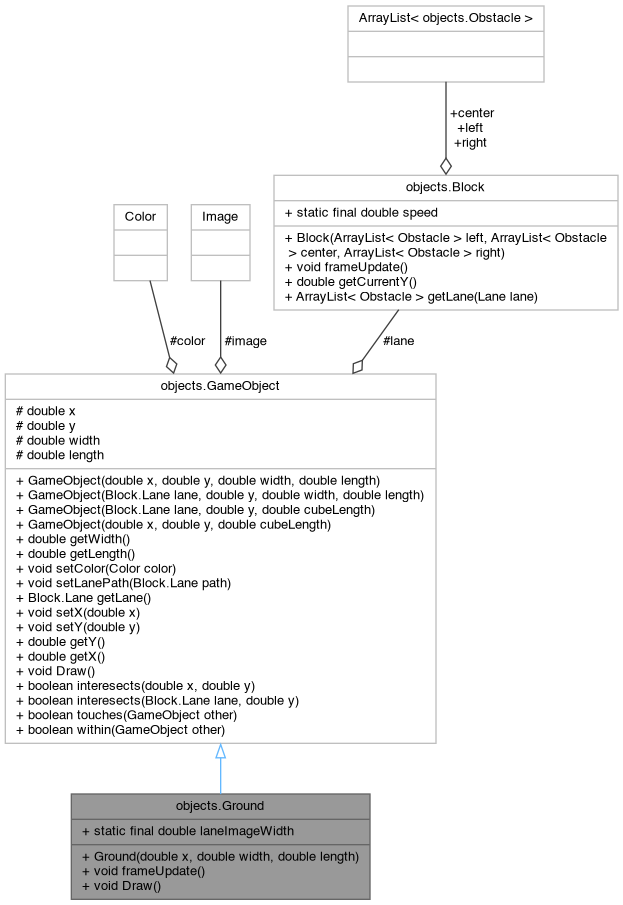 ArrayList< objects.Obstacle >
+center
+left
+right
objects.Block
+ static final double speed
+ Block(ArrayList< Obstacle > left, ArrayList< Obstacle
> center, ArrayList< Obstacle > right)
+ void frameUpdate()
+ double getCurrentY()
+ ArrayList< Obstacle > getLane(Lane lane)
Color
Image
#color
#image
#lane
objects.GameObject
# double x
# double y
# double width
# double length
+ GameObject(double x, double y, double width, double length)
+ GameObject(Block.Lane lane, double y, double width, double length)
+ GameObject(Block.Lane lane, double y, double cubeLength)
+ GameObject(double x, double y, double cubeLength)
+ double getWidth()
+ double getLength()
+ void setColor(Color color)
+ void setLanePath(Block.Lane path)
+ Block.Lane getLane()
+ void setX(double x)
+ void setY(double y)
+ double getY()
+ double getX()
+ void Draw()
+ boolean interesects(double x, double y)
+ boolean interesects(Block.Lane lane, double y)
+ boolean touches(GameObject other)
+ boolean within(GameObject other)
objects.Ground
+ static final double laneImageWidth
+ Ground(double x, double width, double length)
+ void frameUpdate()
+ void Draw()